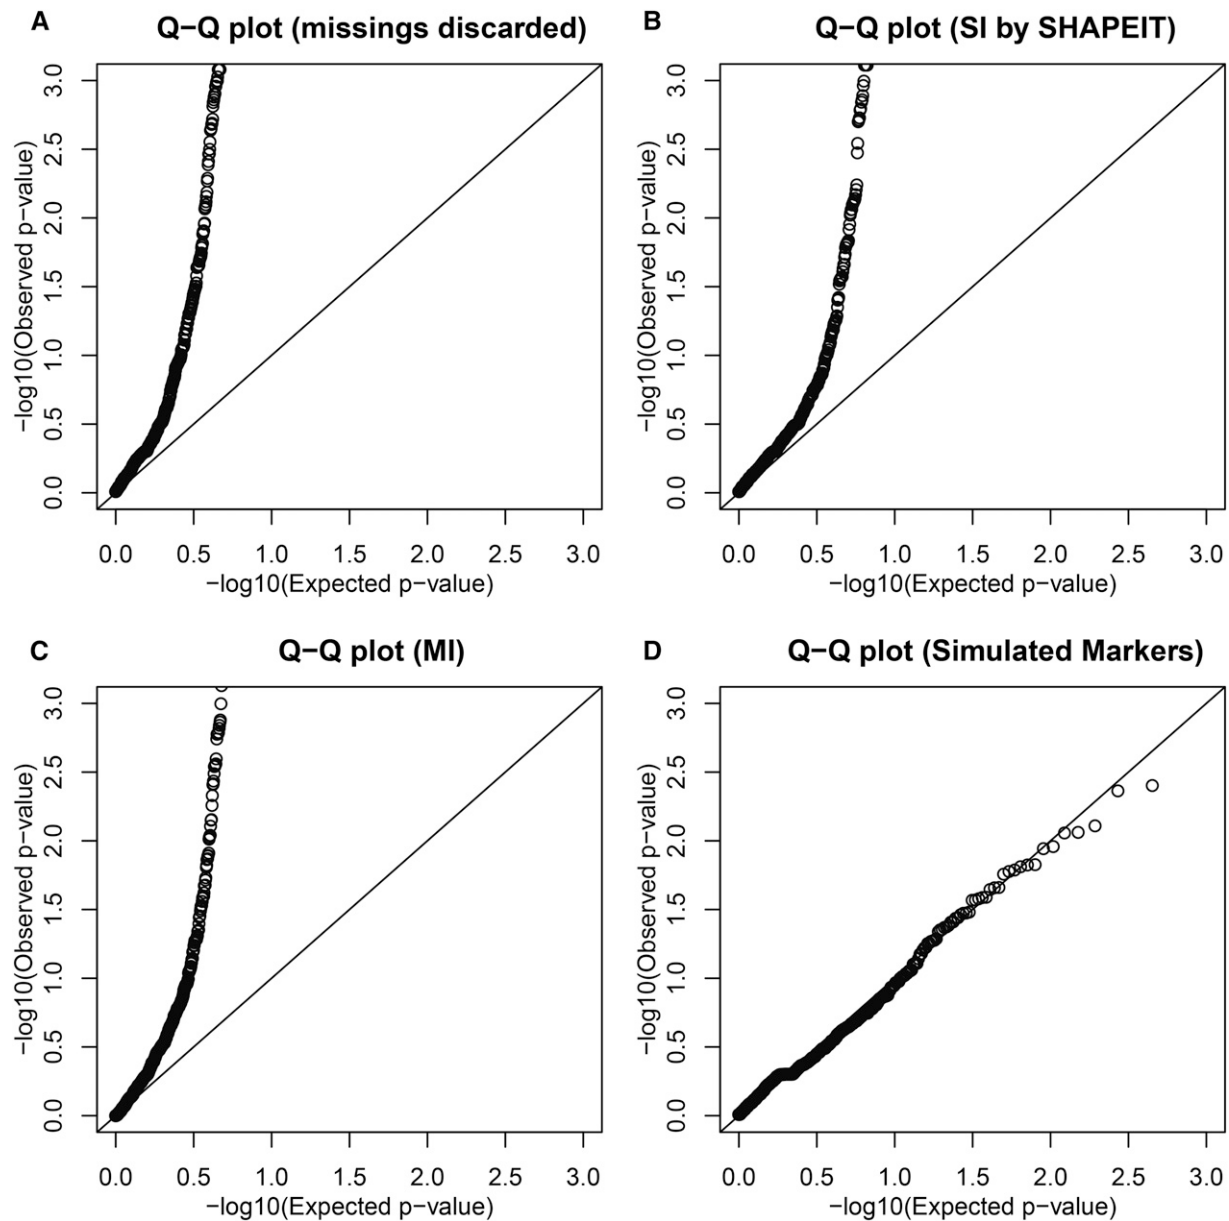 A
Q−Q plot (missings discarded)
−log10(Observed p−value)
3.0
2.5
2.0
1.5
1.0
0.5
0.0
0.0 0.5 1.0 1.5 2.0 2.5 3.0
−log10(Expected p−value)
B
Q−Q plot (SI by SHAPEIT)
−log10(Observed p−value)
3.0
2.5
2.0
1.5
1.0
0.5
0.0
0.0 0.5 1.0 1.5 2.0 2.5 3.0
−log10(Expected p−value)
C
Q−Q plot (MI)
−log10(Observed p−value)
3.0
2.5
2.0
1.5
1.0
0.5
0.0
0.0 0.5 1.0 1.5 2.0 2.5 3.0
−log10(Expected p−value)
D
Q−Q plot (Simulated Markers)
−log10(Observed p−value)
3.0
2.5
2.0
1.5
1.0
0.5
0.0
0.0 0.5 1.0 1.5 2.0 2.5 3.0
−log10(Expected p−value)